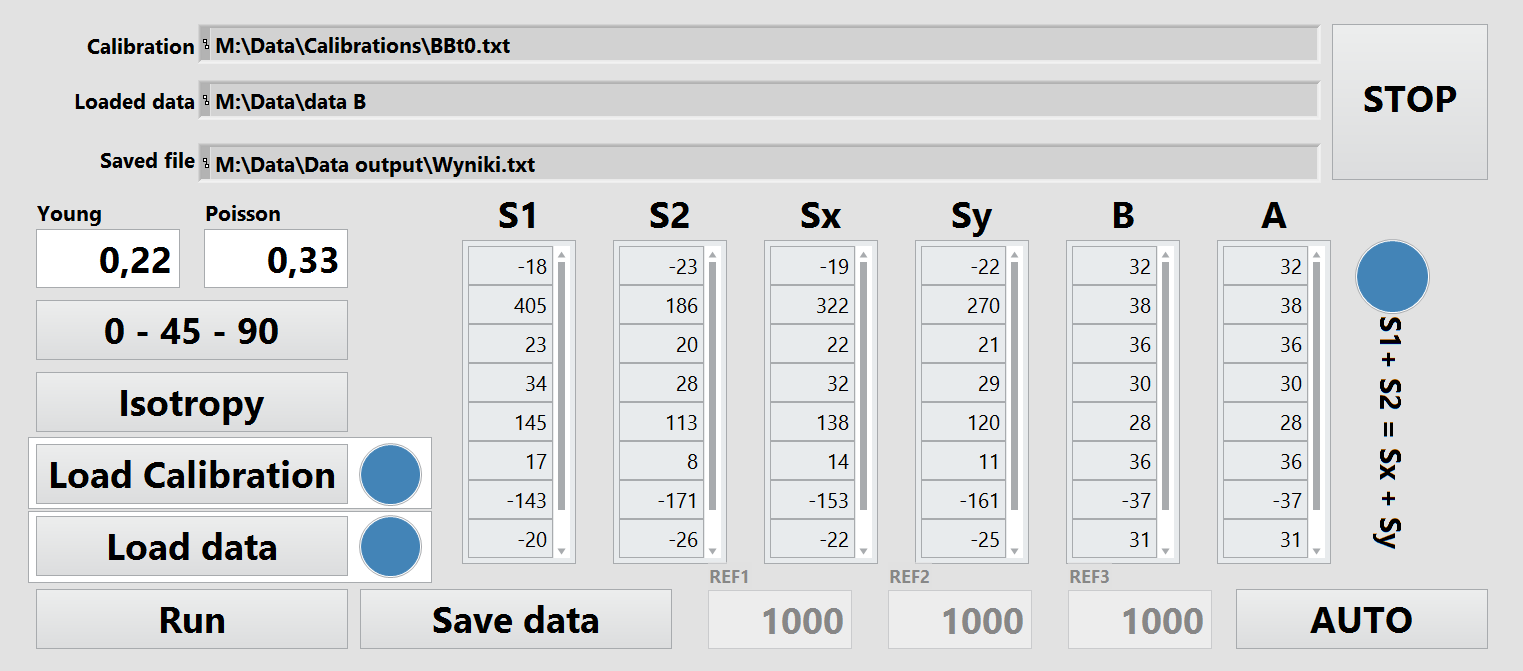 Calibration M:\Data\Calibrations\BBt0.txt
STOP
Loaded data M:\Data\data B
Saved file M:\Data\Data output\Wyniki.txt
Young Poisson S1 S2 Sx Sy B A
0,22 0,33
-18 -23 -19 -22 32 32
405 186 322 270 38 38
23 20 22 21 36 36
34 28 32 29 30 30
145 113 138 120 28 28
17 8 14 11 36 36
-143 -171 -153 -161 -37 -37
-20 -26 -22 -25 31 31
S1+ S2 = Sx + Sy
0 - 45 - 90
Isotropy
Load Calibration
Load data
REF1 REF2 REF3
Run Save data 1000 1000 1000 AUTO